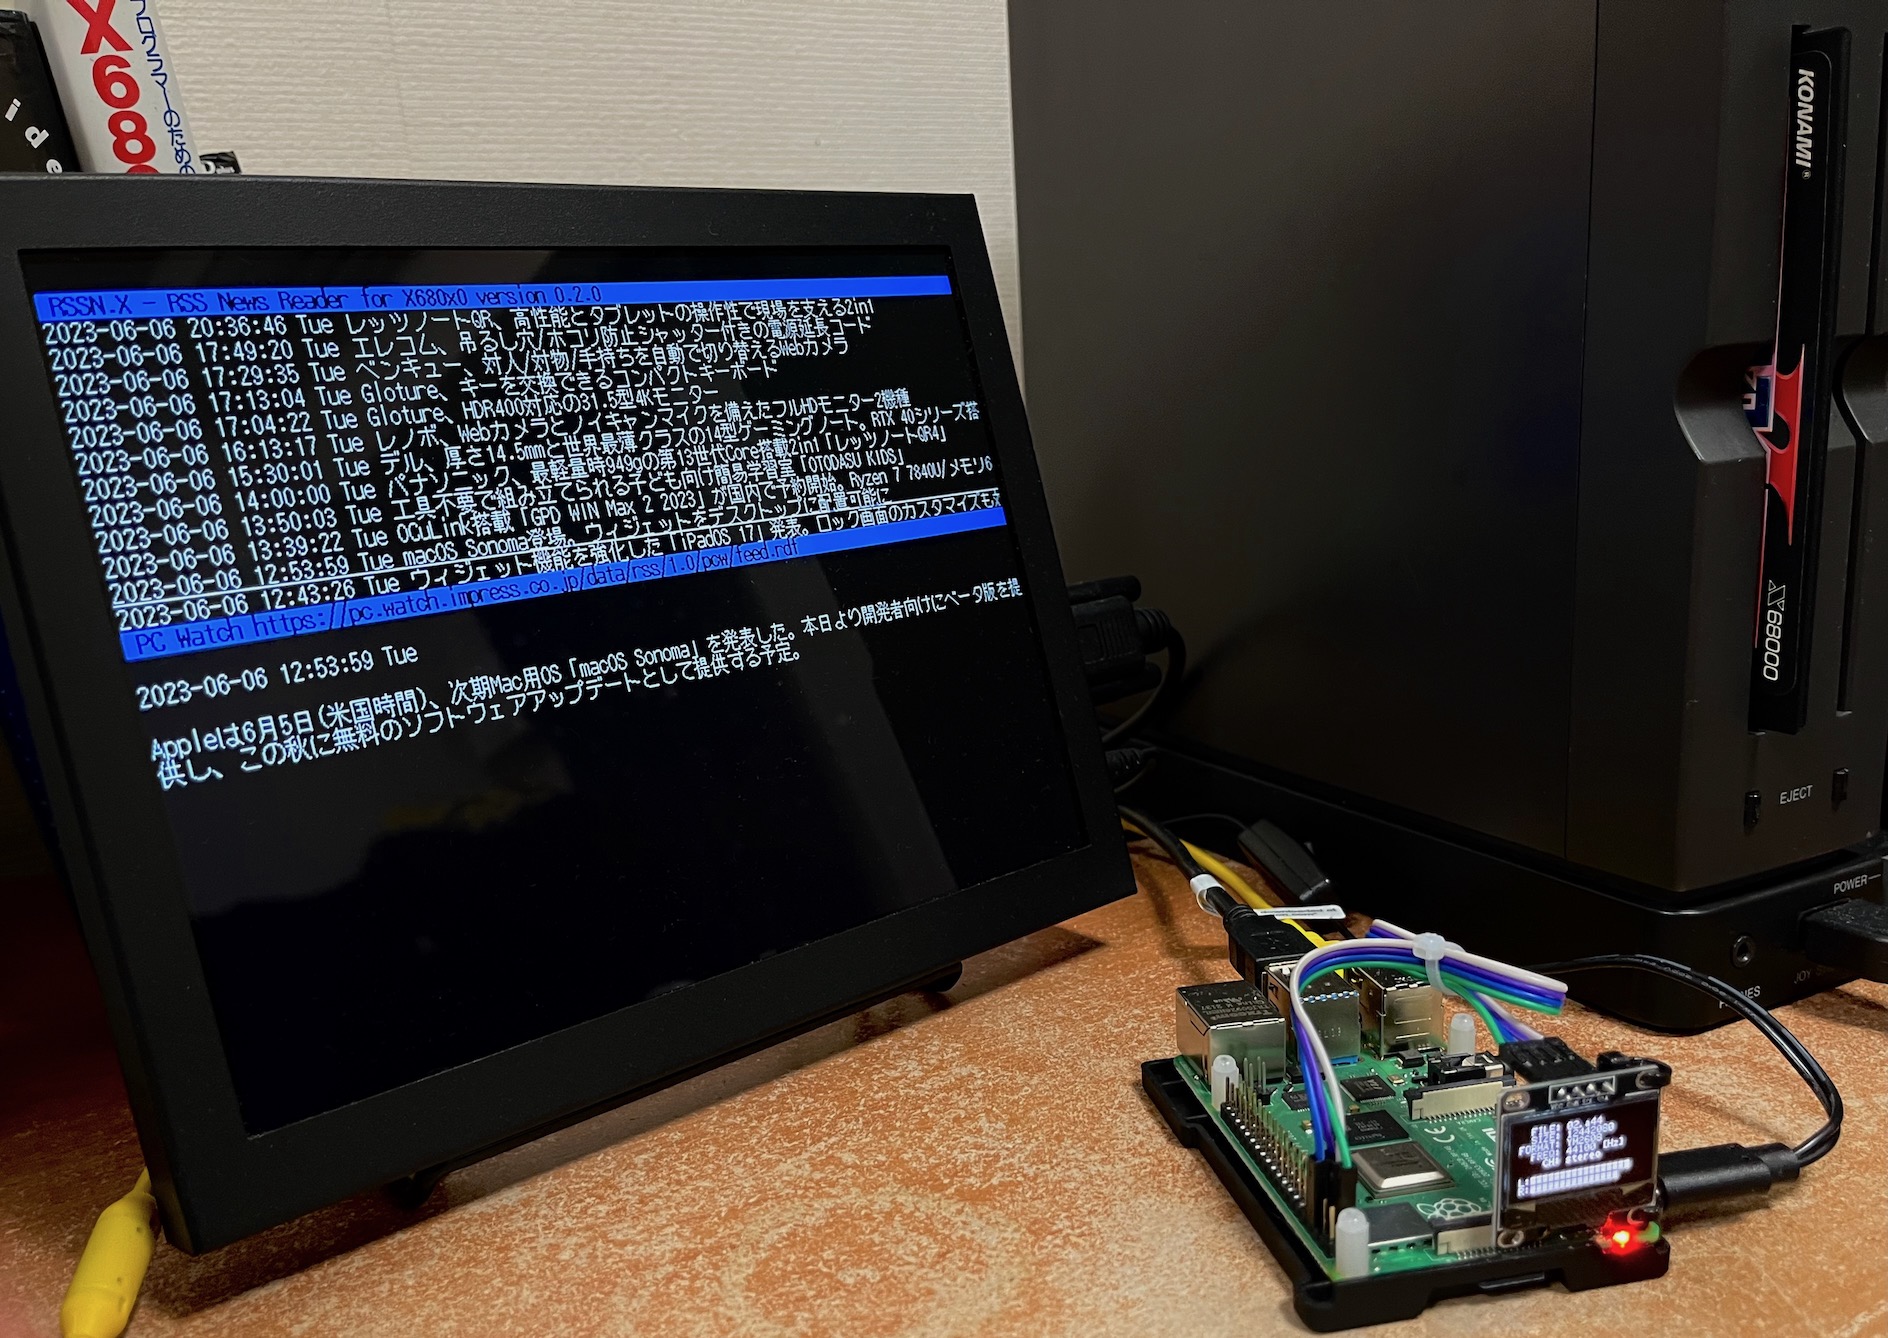 X68
プログラマーのための
RSSN.X - RSS News Reader for X680x0 version 0.2.0
2023-06-06 20:36:46 Tue レッツノートQR、高性能とタブレットの操作性で現場を支える2in1
2023-06-06 17:49:20 Tue エレコム、吊るし穴/ホコリ防止シャッター付きの電源延長コード
2023-06-06 17:29:35 Tue ベンキュー、対人/対物/手持ちを自動で切り替えるWebカメラ
2023-06-06 17:13:04 Tue Gloture、キーを交換できるコンパクトキーボード
2023-06-06 17:04:22 Tue Gloture、HDR400対応の31.5型4Kモニター
2023-06-06 16:13:17 Tue レノボ、Webカメラとノイキャンマイクを備えたフルHDモニター2機種
2023-06-06 15:30:01 Tue デル、厚さ14.5mmと世界最薄クラスの14型ゲーミングノート。RTX 40シリーズ搭
2023-06-06 14:00:00 Tue パナソニック、最軽量時949gの第13世代Core搭載2in1「レッツノートQR4」
2023-06-06 13:50:03 Tue 工具不要で組み立てられる子ども向け簡易学習室「OTODASU KIDS」
2023-06-06 13:39:22 Tue OCuLink搭載「GPD WIN Max 2 2023」が国内で予約開始。Ryzen 7 7840U/メモリ6
2023-06-06 12:53:59 Tue macOS Sonoma登場。ウィジェットをデスクトップに配置可能に
2023-06-06 12:43:26 Tue ウィジェット機能を強化した「iPadOS 17」発表。ロック画面のカスタマイズも
PC Watch https://pc.watch.impress.co.jp/data/rss/1.0/pcw/feed.rdf
2023-06-06 12:53:59 Tue
Appleは6月5日(米国時間)、次期Mac用OS「macOS Sonoma」を発表した。本日より開発者向けにベータ版を提
供し、この秋に無料のソフトウェアアップデートとして提供する予定。
KONAMI
X68000
EJECT
POWER
JOY
FREQ: 44100 [Hz]
CH: stereo